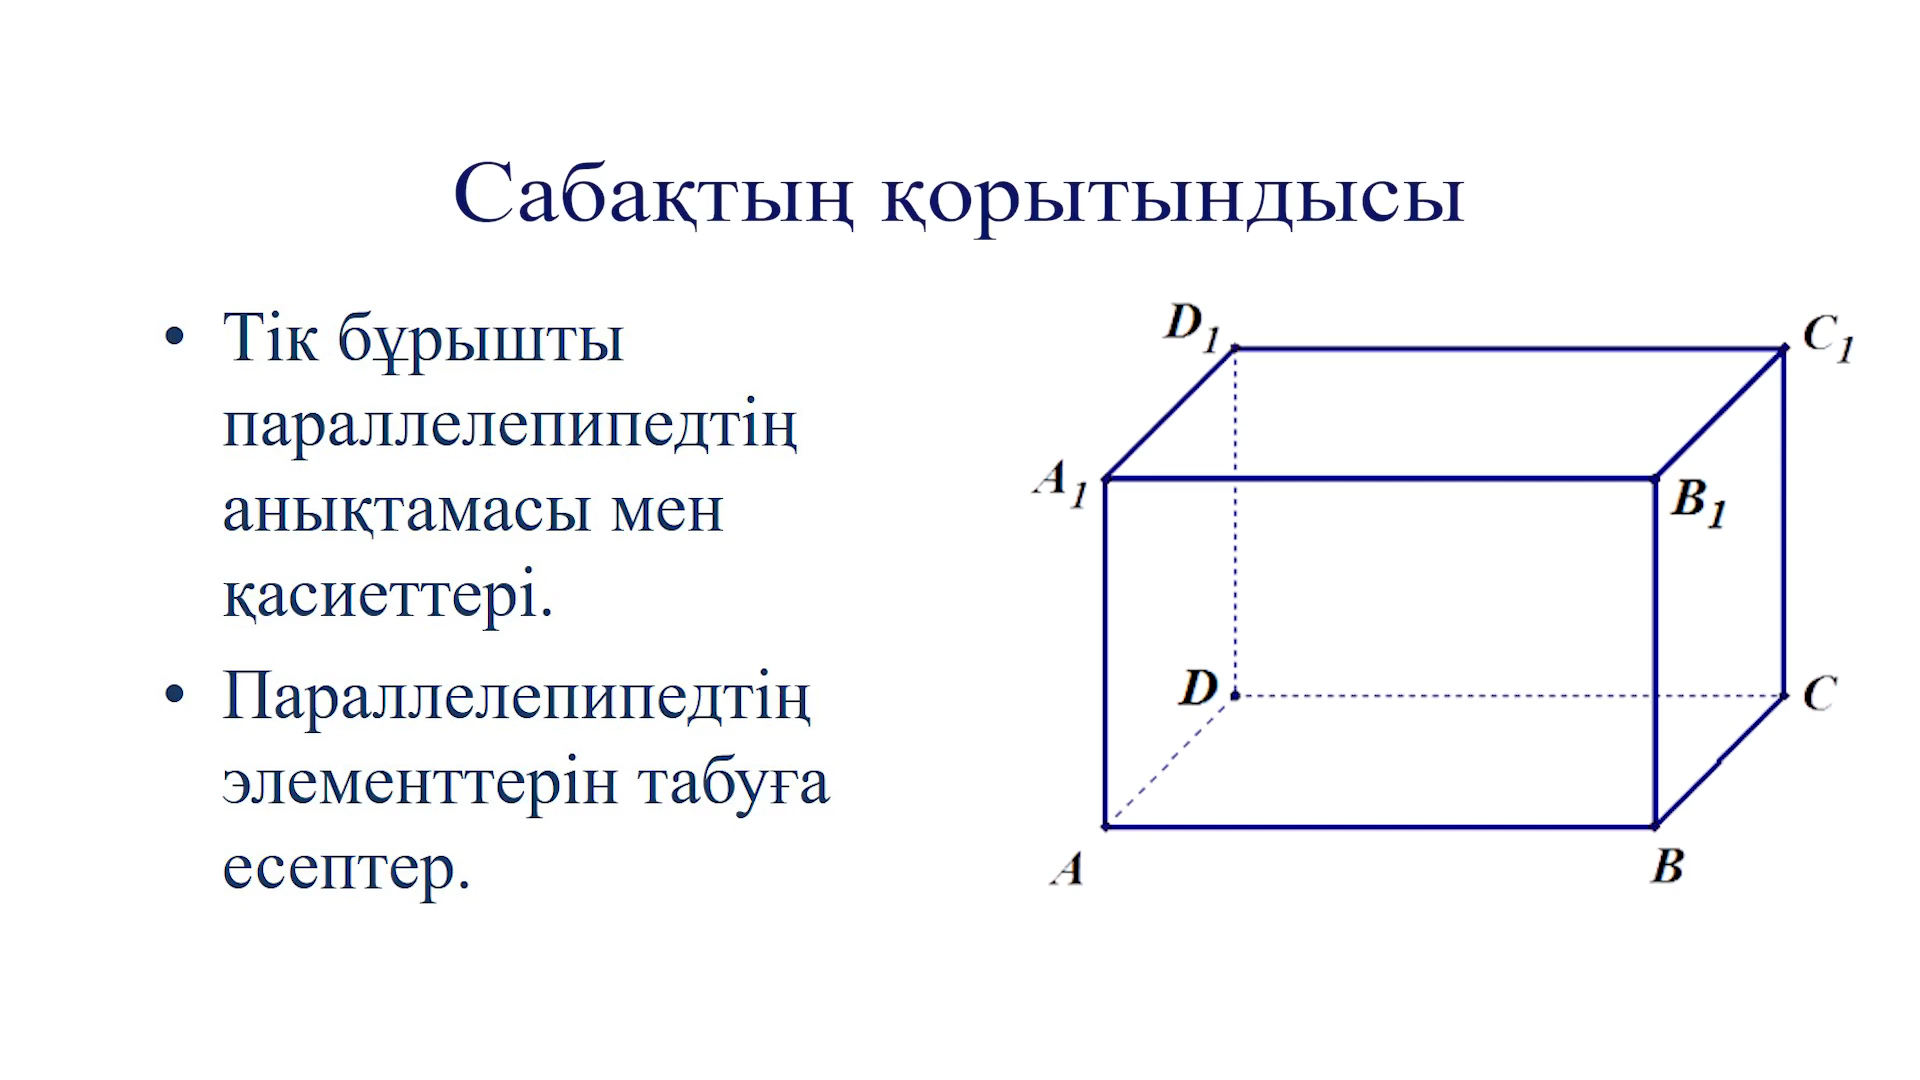 Сабақтың қорытындысы
• Тік бұрышты
параллелепипедтің
анықтамасы мен
қасиеттері.
• Параллелепипедтің
элементтерін табуға
есептер.
D₁
C₁
A₁
B₁
D
C
A
B